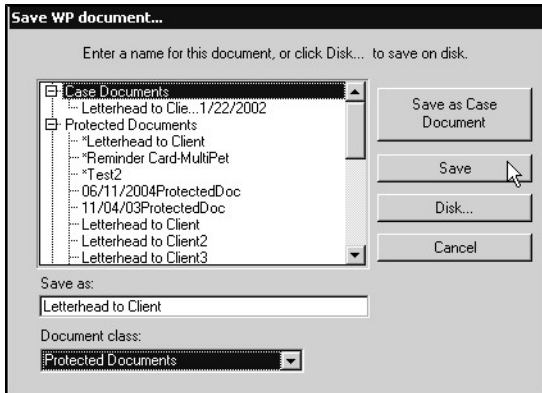 Save WP document...
Enter a name for this document, or click Disk... to save on disk.
Case Documents
Letterhead to Clie...1/22/2002
Protected Documents
*Letterhead to Client
*Reminder Card-MultiPet
*Test2
06/11/2004ProtectedDoc
11/04/03ProtectedDoc
Letterhead to Client
Letterhead to Client2
Letterhead to Client3
Save as Case
Document
Save
Disk...
Cancel
Save as:
Letterhead to Client
Document class:
Protected Documents